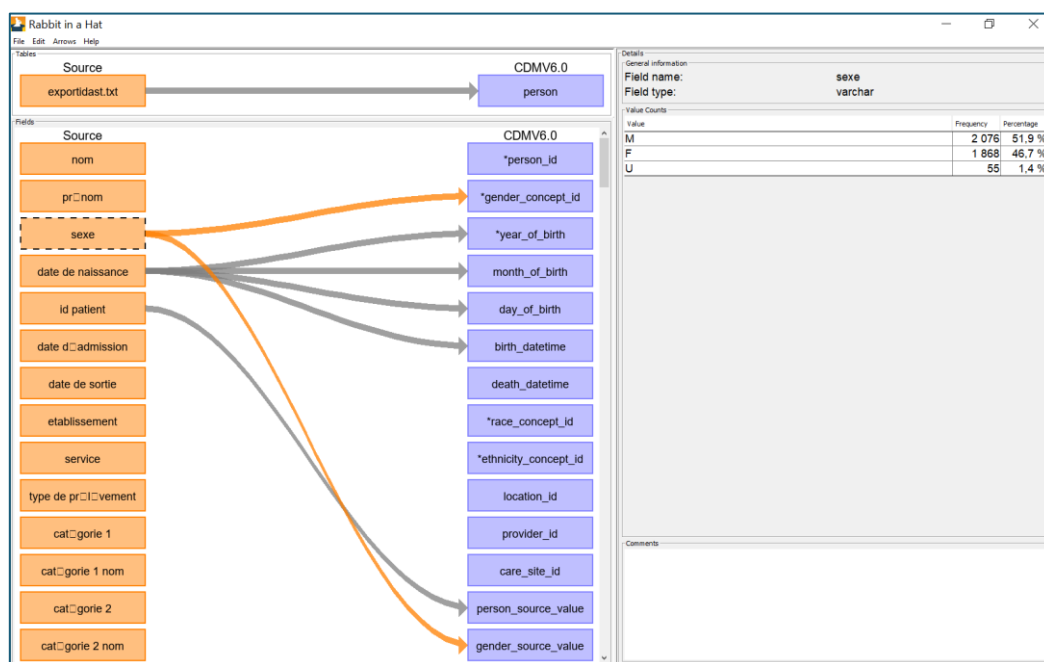 Rabbit in a Hat
File Edit Arrows Help
Tables
Source CDMV6.0
exportidast.txt person
Fields
Source CDMV6.0
nom *person_id
pr□nom *gender_concept_id
sexe *year_of_birth
date de naissance month_of_birth
id patient day_of_birth
date d□admission birth_datetime
date de sortie death_datetime
etablissement *race_concept_id
service *ethnicity_concept_id
type de pr□l□vement location_id
cat□gorie 1 provider_id
cat□gorie 1 nom care_site_id
cat□gorie 2 person_source_value
cat□gorie 2 nom gender_source_value
Details
General information
Field name: sexe
Field type: varchar
Value Counts
Value Frequency Percentage
M 2 076 51,9 %
F 1 868 46,7 %
U 55 1,4 %
Comments